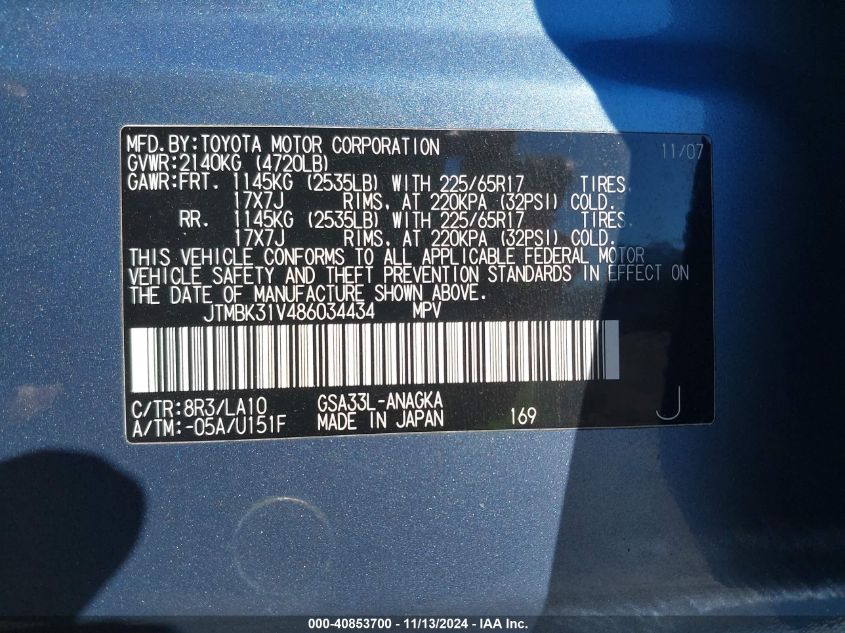 MFD.BY:TOYOTA MOTOR CORPORATION 11/07
GVWR:2140KG (4720LB)
GAWR:FRT. 1145KG (2535LB) WITH 225/65R17 TIRES,
17X7J RIMS, AT 220KPA (32PSI) COLD.
RR. 1145KG (2535LB) WITH 225/65R17 TIRES,
17X7J RIMS, AT 220KPA (32PSI) COLD.
THIS VEHICLE CONFORMS TO ALL APPLICABLE FEDERAL MOTOR
VEHICLE SAFETY AND THEFT PREVENTION STANDARDS IN EFFECT ON
THE DATE OF MANUFACTURE SHOWN ABOVE.
JTMBK31V486034434 MPV
C/TR:8R3/LA10 GSA33L-ANAGKA
A/TM:-05A/U151F MADE IN JAPAN 169 J
000-40853700 - 11/13/2024 - IAA Inc.